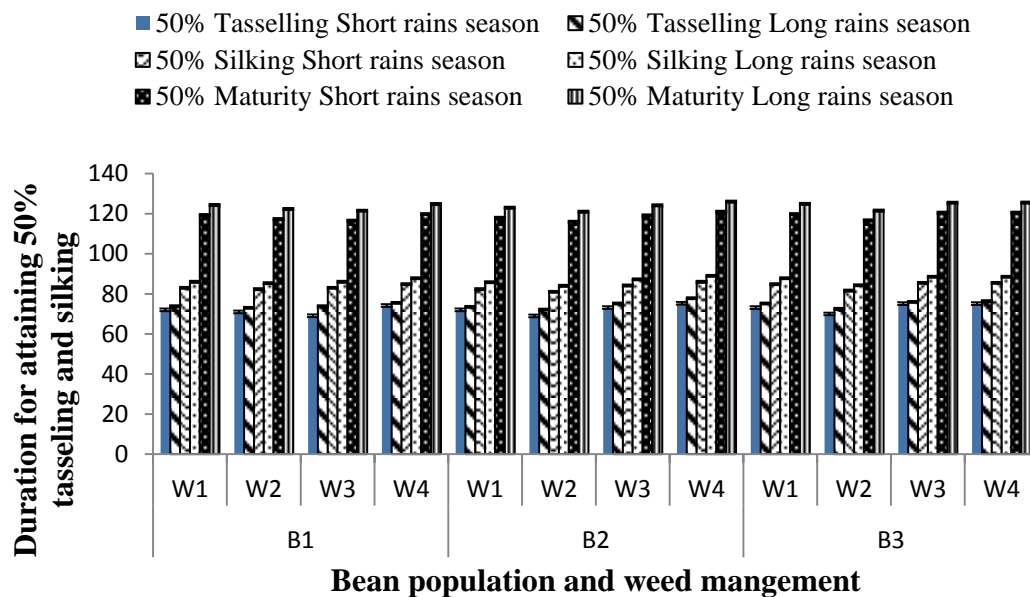 50% Tasselling Short rains season
50% Tasselling Long rains season
50% Silking Short rains season
50% Silking Long rains season
50% Maturity Short rains season
50% Maturity Long rains season
Duration for attaining 50%
tasseling and silking
140
120
100
80
60
40
20
0
W1 W2 W3 W4 W1 W2 W3 W4 W1 W2 W3 W4
B1 B2 B3
Bean population and weed mangement